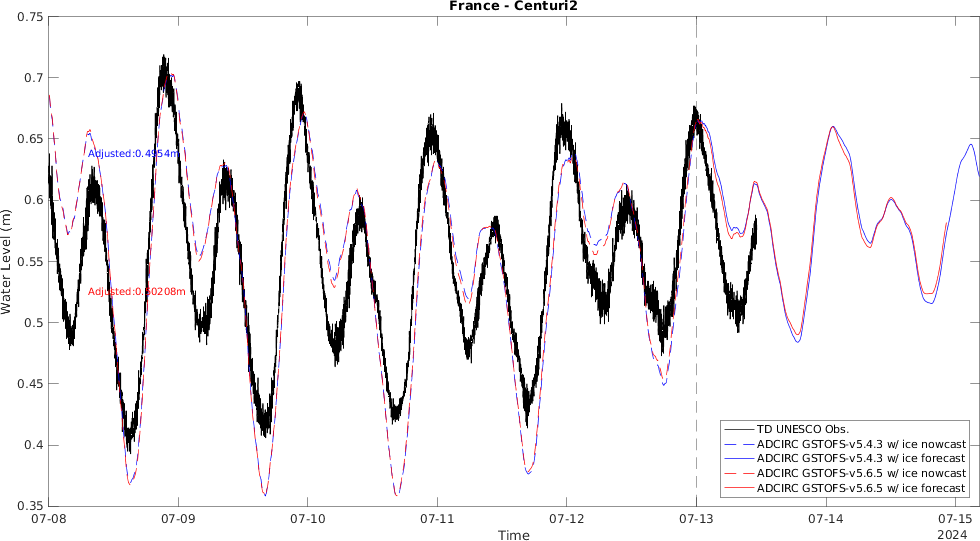 France - Centuri2
0.75
0.7
0.65
0.6
0.55
0.5
0.45
0.4
0.35
Water Level (m)
Adjusted:0.4954m
Adjusted:0.50208m
TD UNESCO Obs.
ADCIRC GSTOFS-v5.4.3 w/ ice nowcast
ADCIRC GSTOFS-v5.4.3 w/ ice forecast
ADCIRC GSTOFS-v5.6.5 w/ ice nowcast
ADCIRC GSTOFS-v5.6.5 w/ ice forecast
07-08 07-09 07-10 07-11 07-12 07-13 07-14 07-15
Time
2024